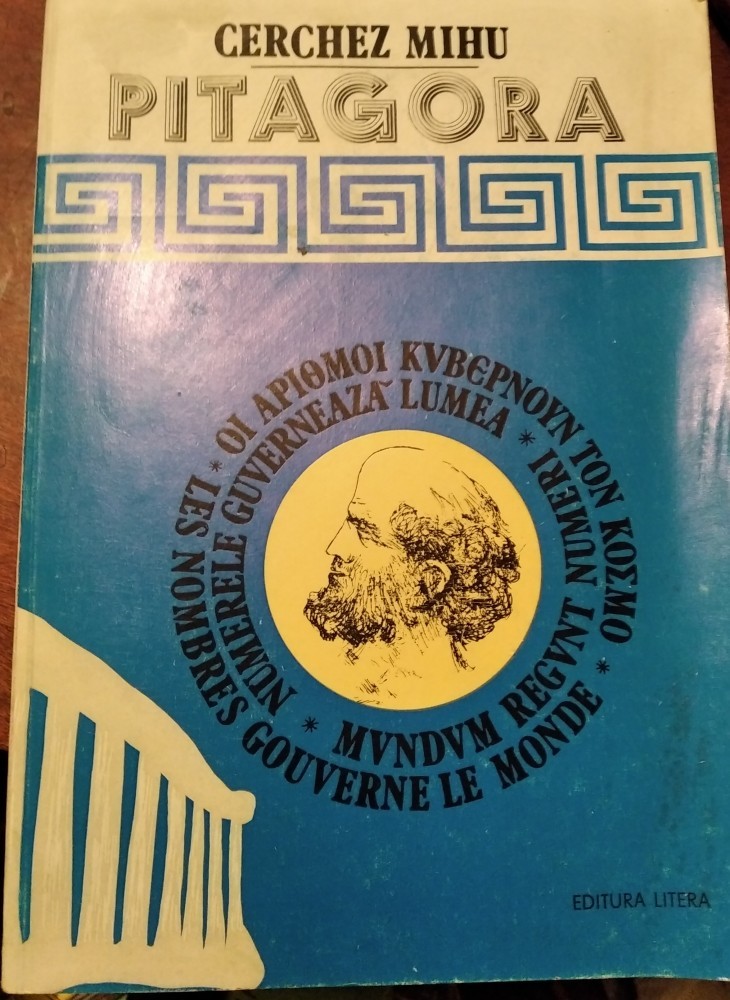 CERCHEZ MIHU
PITAGORA
ΟΙ ΑΡΙΘΜΟΙ ΚVΒЄΡΝΟΥΝ ΤΟΝ ΚΟΣΜΟ *
LES NOMBRES GOUVERNE LE MONDE *
NUMERELE GUVERNEAZĂ LUMEA *
MVNDVM REGVNT NUMERI *
EDITURA LITERA